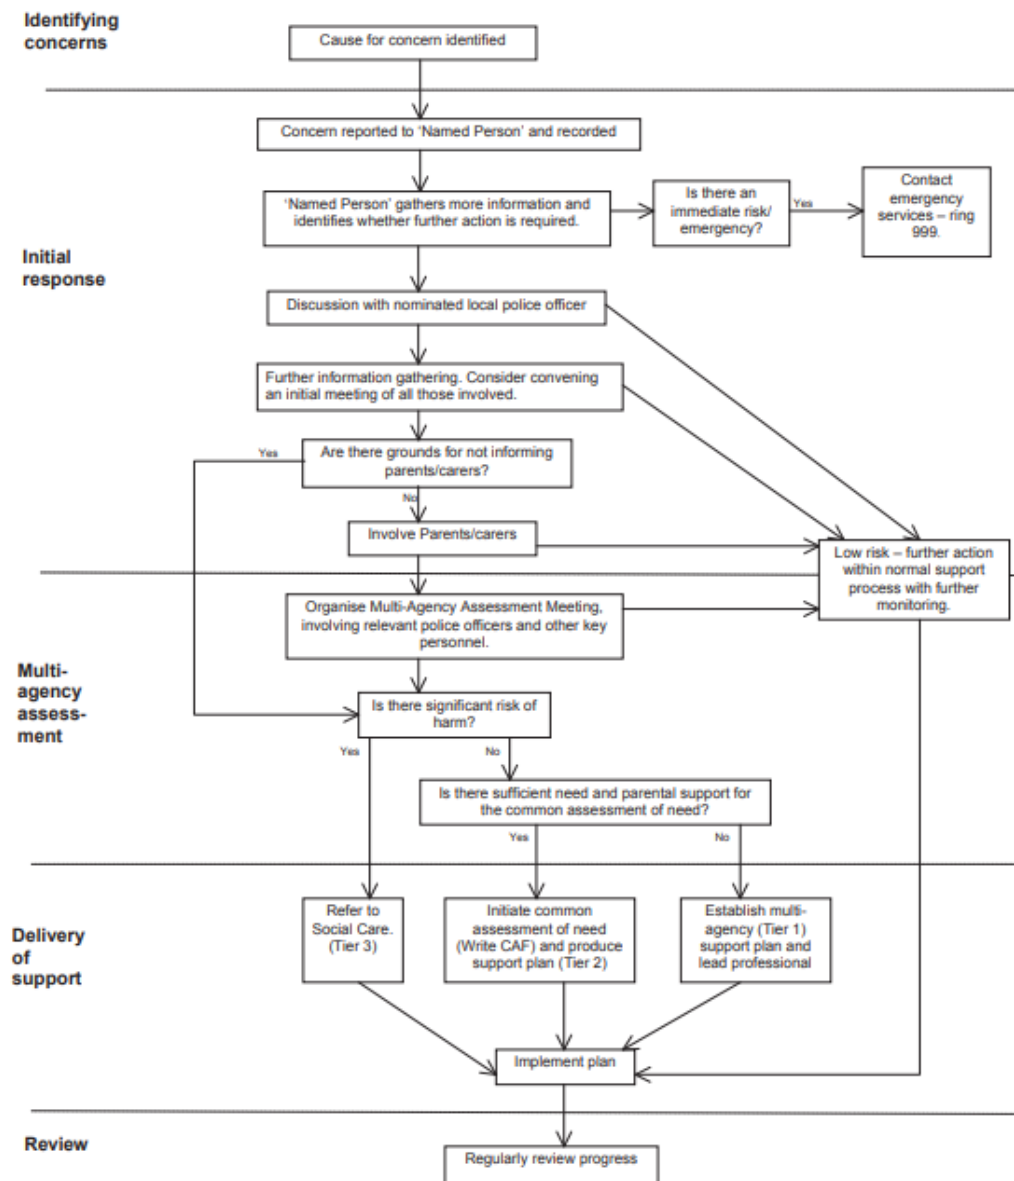 Identifying
concerns
Cause for concern identified
Concern reported to ‘Named Person’ and recorded
‘Named Person’ gathers more information and
identifies whether further action is required.
Is there an
immediate risk/
emergency?
Yes
Contact
emergency
services – ring
999.
Initial
response
Discussion with nominated local police officer
Further information gathering. Consider convening
an initial meeting of all those involved.
Are there grounds for not informing
parents/carers?
Yes
No
Involve Parents/carers
Low risk – further action
within normal support
process with further
monitoring.
Organise Multi-Agency Assessment Meeting,
involving relevant police officers and other key
personnel.
Multi-
agency
assess-
ment
Is there significant risk of
harm?
Yes
No
Is there sufficient need and parental support for
the common assessment of need?
Yes
No
Delivery
of
support
Refer to
Social Care.
(Tier 3)
Initiate common
assessment of need
(Write CAF) and produce
support plan (Tier 2)
Establish multi-
agency (Tier 1)
support plan and
lead professional
Implement plan
Review
Regularly review progress